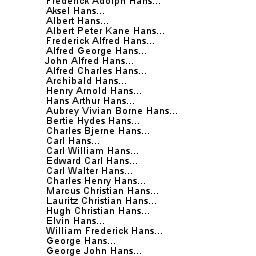 Frederick Adolph Hans...
Aksel Hans...
Albert Hans...
Albert Peter Kane Hans...
Frederick Alfred Hans...
Alfred George Hans...
John Alfred Hans...
Alfred Charles Hans...
Archibald Hans...
Henry Arnold Hans...
Hans Arthur Hans...
Aubrey Vivian Borne Hans...
Bertie Hydes Hans...
Charles Bjerne Hans...
Carl Hans...
Carl William Hans...
Edward Carl Hans...
Carl Walter Hans...
Charles Henry Hans...
Marcus Christian Hans...
Lauritz Christian Hans...
Hugh Christian Hans...
Elvin Hans...
William Frederick Hans...
George Hans...
George John Hans...